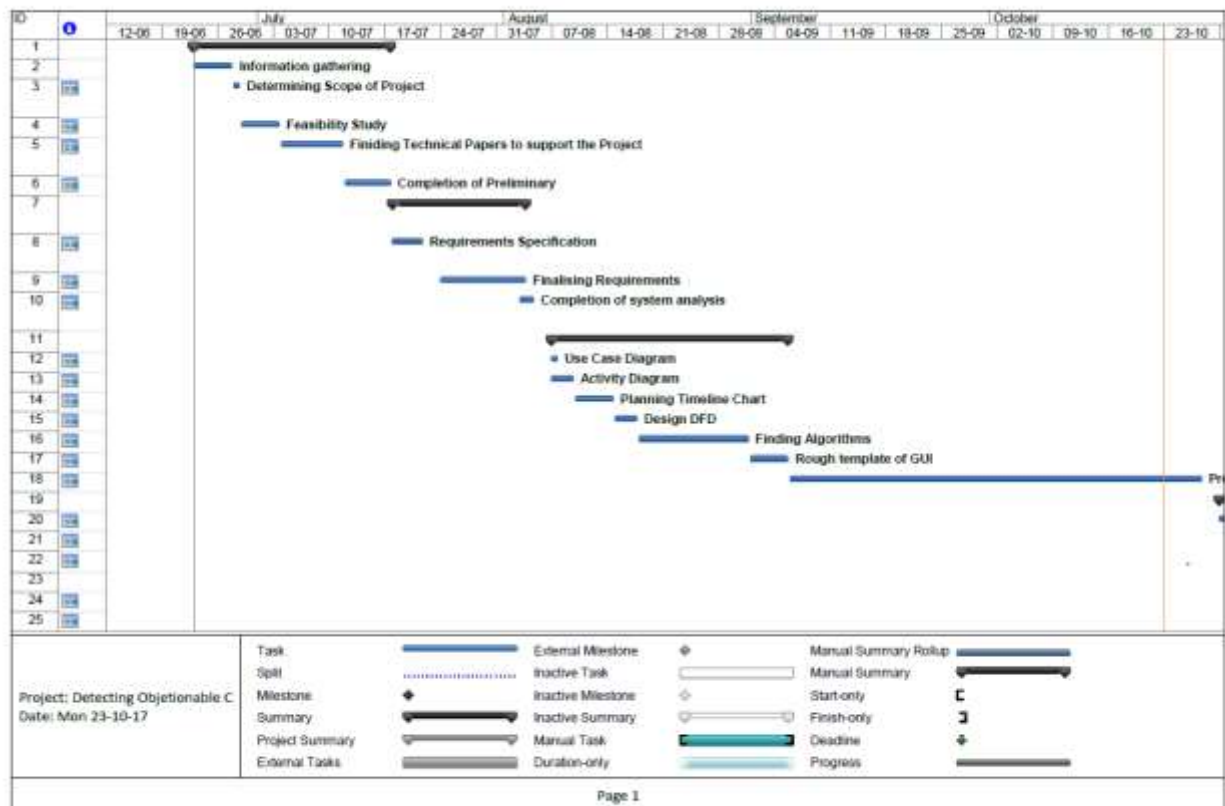 ID July August September October
12-06 19-06 26-06 03-07 10-07 17-07 24-07 31-07 07-08 14-08 21-08 28-08 04-09 11-09 18-09 25-09 02-10 09-10 16-10 23-10
1
2 Information gathering
3 Determining Scope of Project
4 Feasibility Study
5 Finiding Technical Papers to support the Project
6 Completion of Preliminary
7
8 Requirements Specification
9 Finalising Requirements
10 Completion of system analysis
11
12 Use Case Diagram
13 Activity Diagram
14 Planning Timeline Chart
15 Design DFD
16 Finding Algorithms
17 Rough template of GUI
18
19
20
21
22
23
24
25
Project: Detecting Objetionable C
Date: Mon 23-10-17
Task External Milestone Manual Summary Rollup
Split Inactive Task Manual Summary
Milestone Inactive Milestone Start-only
Summary Inactive Summary Finish-only
Project Summary Manual Task Deadline
External Tasks Duration-only Progress
Page 1